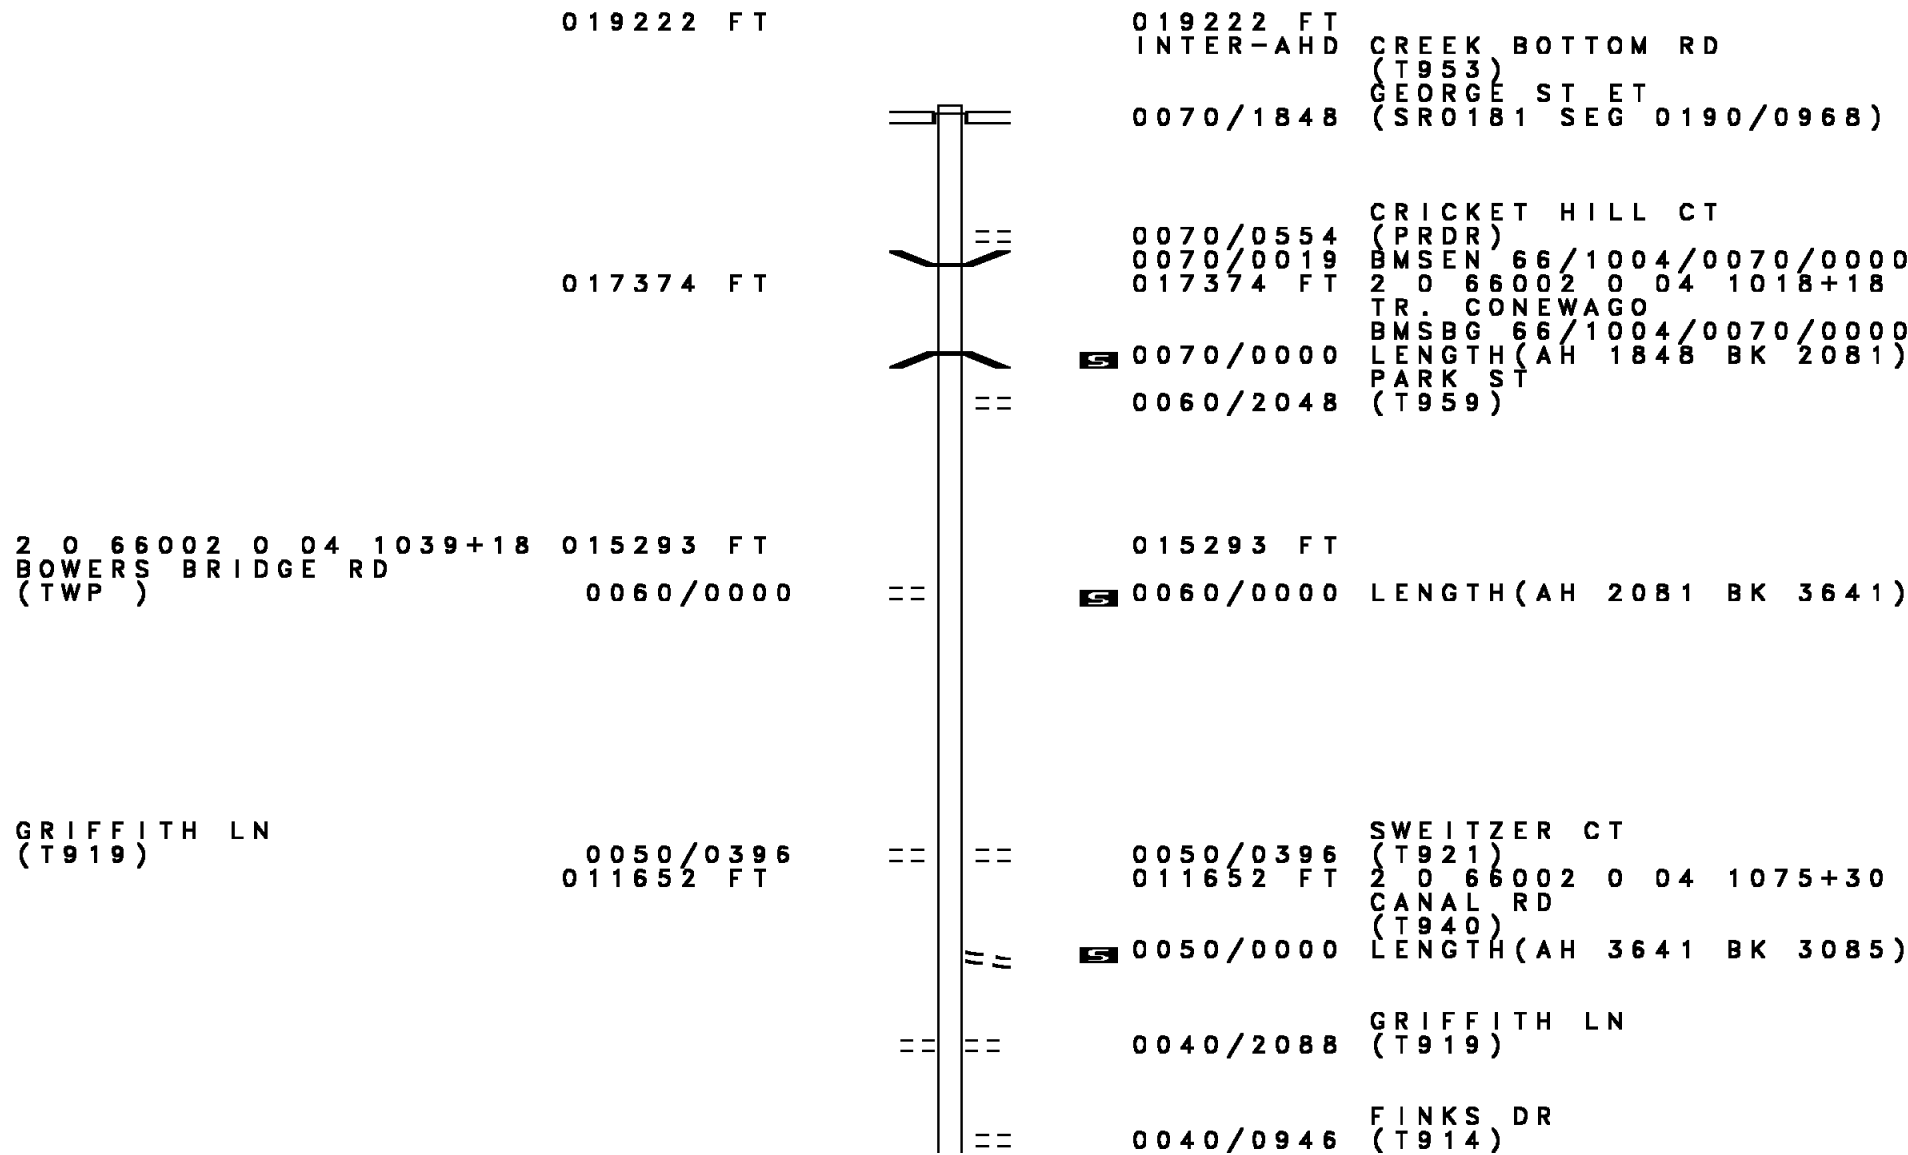 019222 FT 019222 FT
INTER-AHD CREEK BOTTOM RD
(T953)
GEORGE ST ET
0070/1848 (SR0181 SEG 0190/0968)
CRICKET HILL CT
0070/0554 (PRDR)
0070/0019 BMSEN 66/1004/0070/0000
017374 FT 017374 FT 2 0 66002 0 04 1018+18
TR. CONEWAGO
BMSBG 66/1004/0070/0000
S 0070/0000 LENGTH(AH 1848 BK 2081)
PARK ST
0060/2048 (T959)
2 0 66002 0 04 1039+18 015293 FT 015293 FT
BOWERS BRIDGE RD
(TWP ) 0060/0000 S 0060/0000 LENGTH(AH 2081 BK 3641)
GRIFFITH LN SWEITZER CT
(T919) 0050/0396 0050/0396 (T921)
011652 FT 011652 FT 2 0 66002 0 04 1075+30
CANAL RD
(T940)
S 0050/0000 LENGTH(AH 3641 BK 3085)
GRIFFITH LN
0040/2088 (T919)
FINKS DR
0040/0946 (T914)